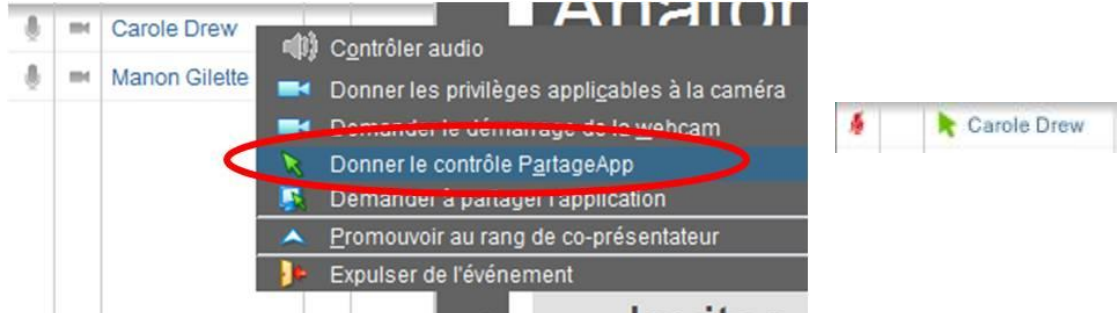 Carole Drew
Manon Gilette
Contrôler audio
Donner les privilèges applicables à la caméra
Demander le démarrage de la webcam
Donner le contrôle PartageApp
Demander à partager l'application
Promouvoir au rang de co-présentateur
Expulser de l'événement
Carole Drew